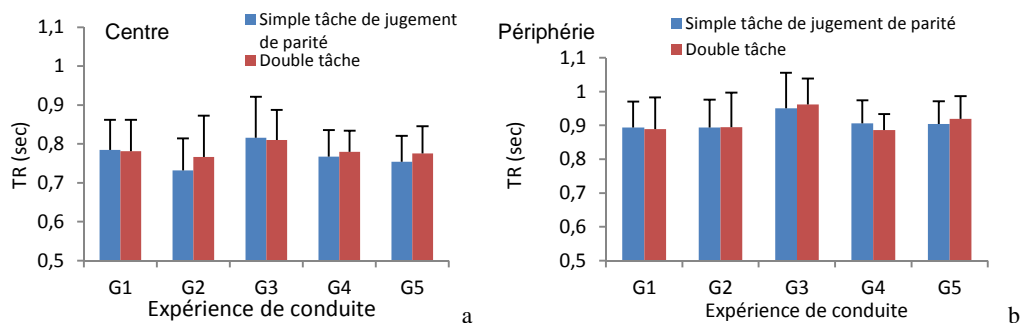 Centre
Simple tâche de jugement
de parité
Double tâche
TR (sec)
1,1
1
0,9
0,8
0,7
0,6
0,5
G1 G2 G3 G4 G5
Expérience de conduite
a
Périphérie
Simple tâche de jugement de parité
Double tâche
TR (sec)
1,1
1
0,9
0,8
0,7
0,6
0,5
G1 G2 G3 G4 G5
Expérience de conduite
b